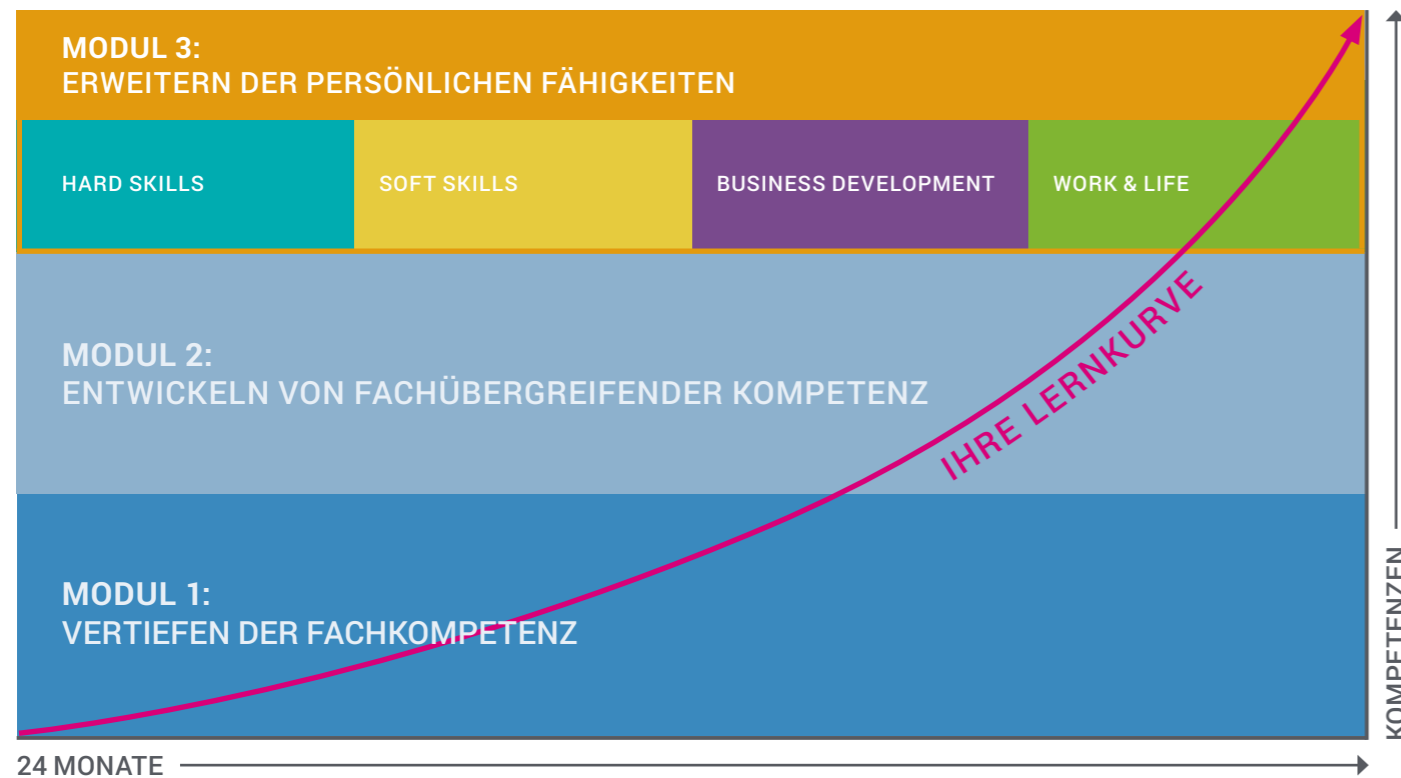 MODUL 3:
ERWEITERN DER PERSÖNLICHEN FÄHIGKEITEN
HARD SKILLS
SOFT SKILLS
BUSINESS DEVELOPMENT
WORK & LIFE
MODUL 2:
ENTWICKELN VON FACHÜBERGREIFENDER KOMPETENZ
IHRE LERNKURVE
MODUL 1:
VERTIEFEN DER FACHKOMPETENZ
KOMPETENZEN
24 MONATE